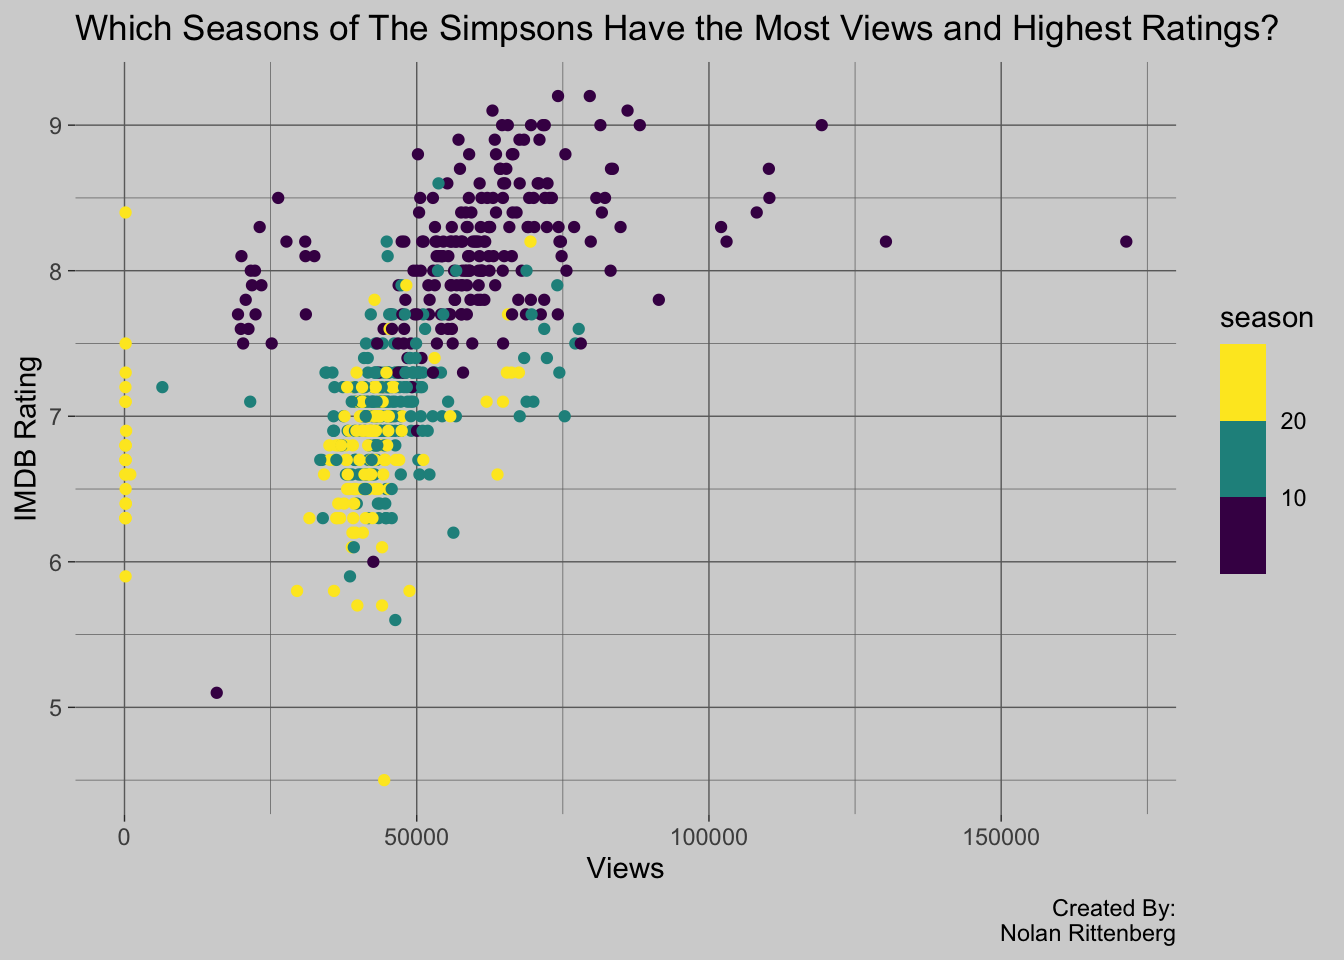 Which Seasons of The Simpsons Have the Most Views and Highest Ratings?
9
8
7
6
5
IMDB Rating
0 50000 100000 150000
Views
season
20
10
Created By:
Nolan Rittenberg